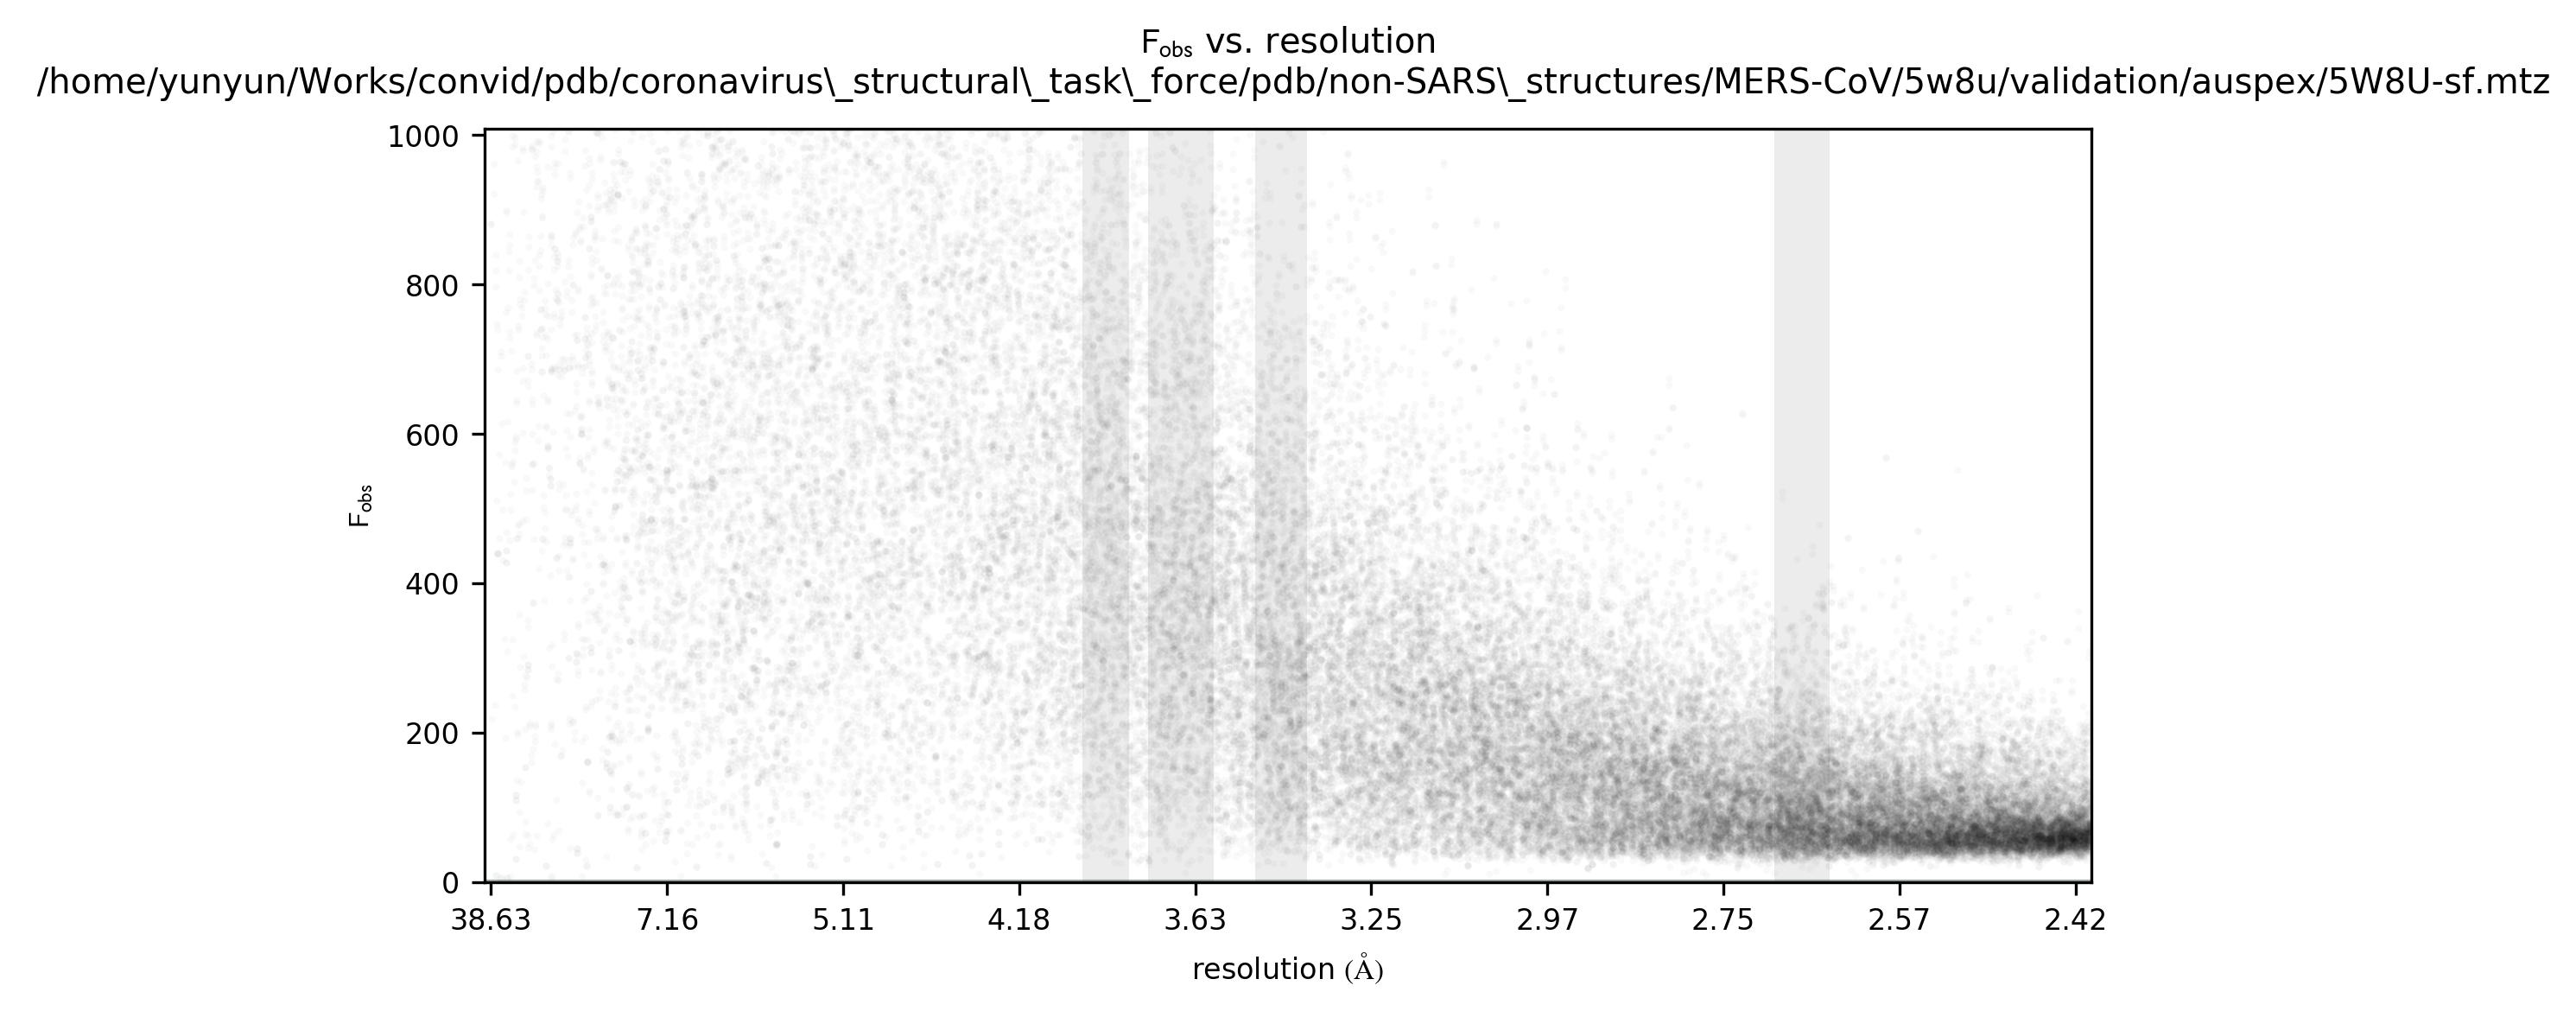 Fobs vs. resolution
/home/yunyun/Works/convid/pdb/coronavirus\_structural\_task\_force/pdb/non-SARS\_structures/MERS-CoV/5w8u/validation/auspex/5W8U-sf.mtz
1000
800
600
400
200
0
Fobs
38.63 7.16 5.11 4.18 3.63 3.25 2.97 2.75 2.57 2.42
resolution (Å)